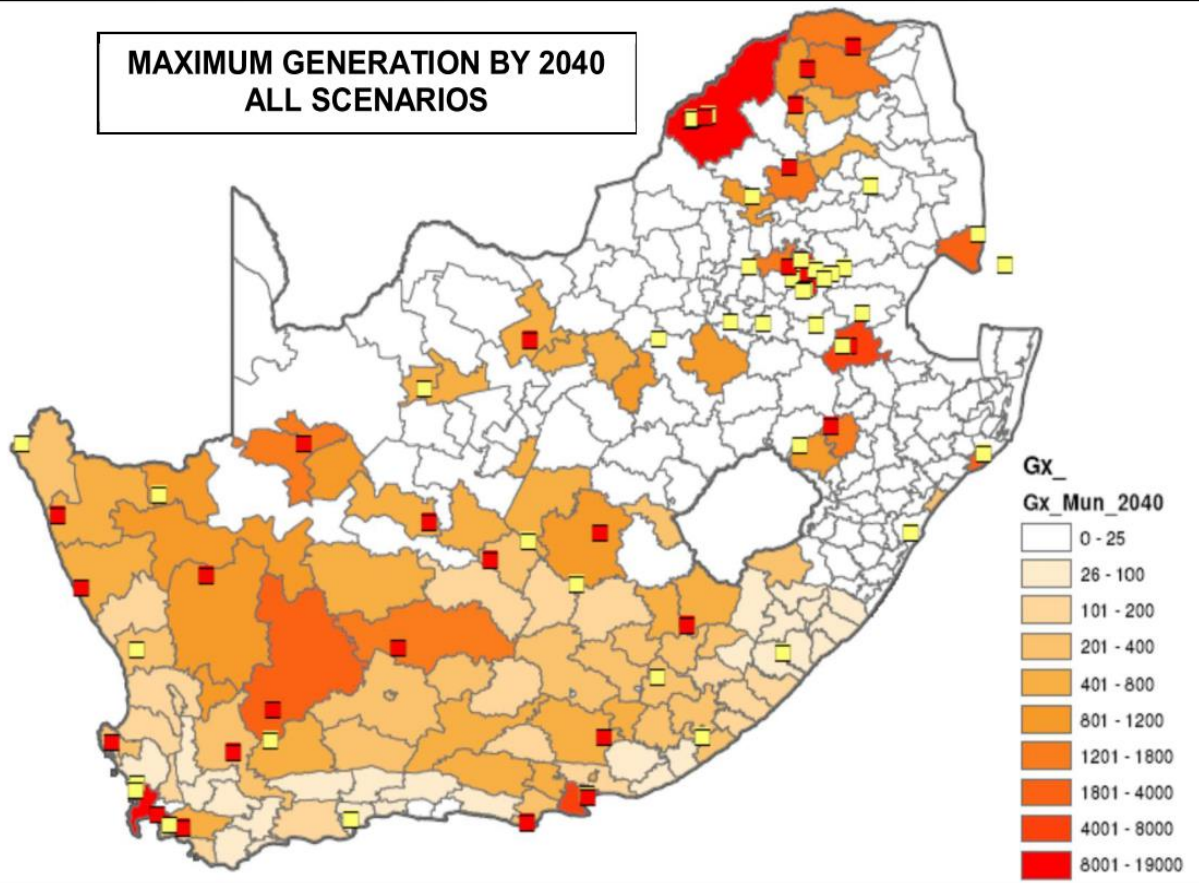 MAXIMUM GENERATION BY 2040
ALL SCENARIOS
Gx_
Gx_Mun_2040
0 - 25
26 - 100
101 - 200
201 - 400
401 - 800
801 - 1200
1201 - 1800
1801 - 4000
4001 - 8000
8001 - 19000